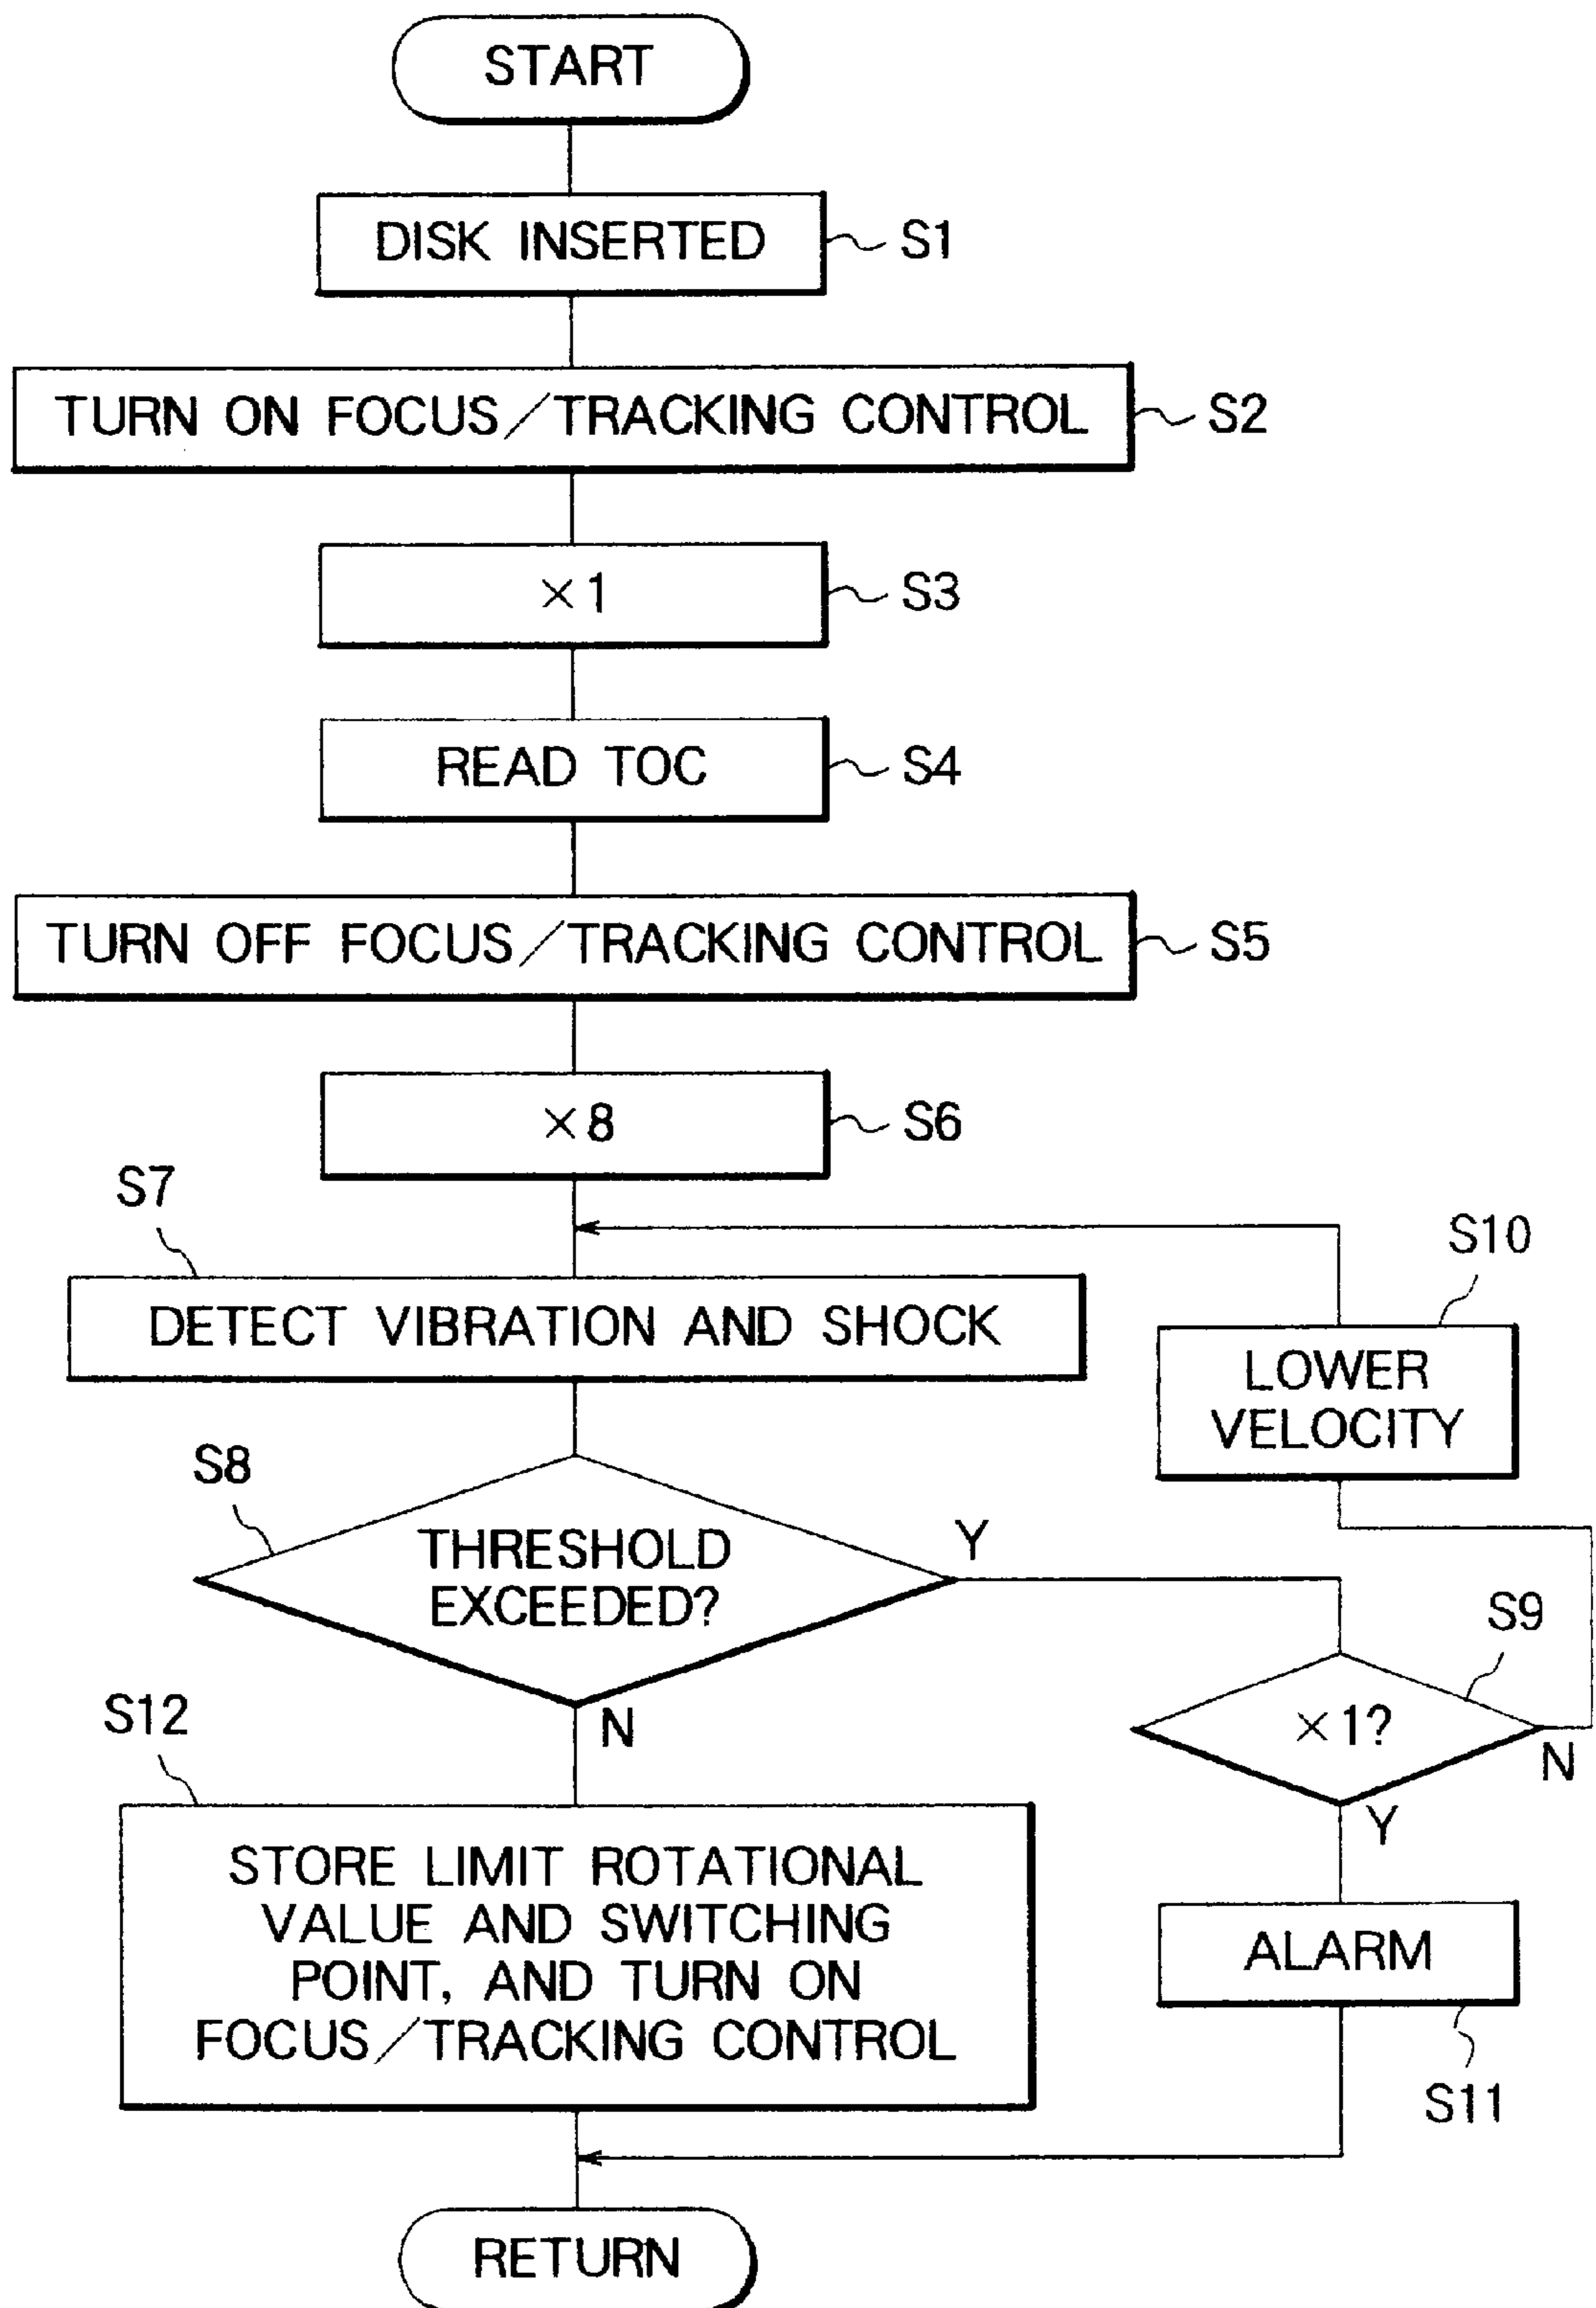 START
DISK INSERTED
S1
TURN ON FOCUS/TRACKING CONTROL
S2
×1
S3
READ TOC
S4
TURN OFF FOCUS/TRACKING CONTROL
S5
×8
S6
S7
DETECT VIBRATION AND SHOCK
S10
LOWER
VELOCITY
S8
THRESHOLD
EXCEEDED?
Y
N
S9
×1?
N
Y
S12
STORE LIMIT ROTATIONAL
VALUE AND SWITCHING
POINT, AND TURN ON
FOCUS/TRACKING CONTROL
ALARM
S11
RETURN